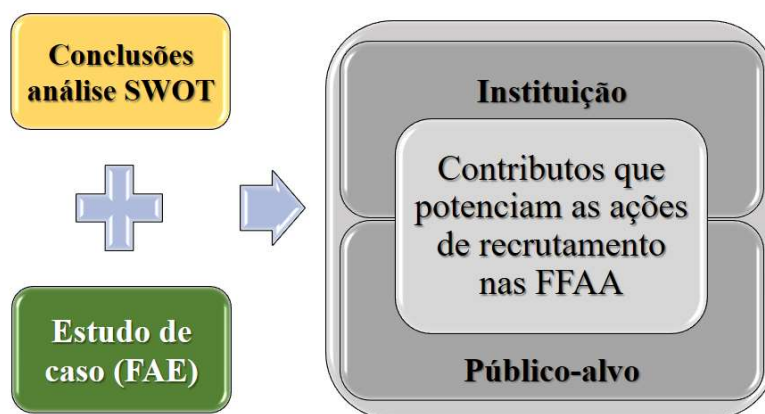 Conclusões
análise SWOT
Estudo de
caso (FAE)
Instituição
Contributos que
potenciam as ações
de recrutamento
nas FFAA
Público-alvo